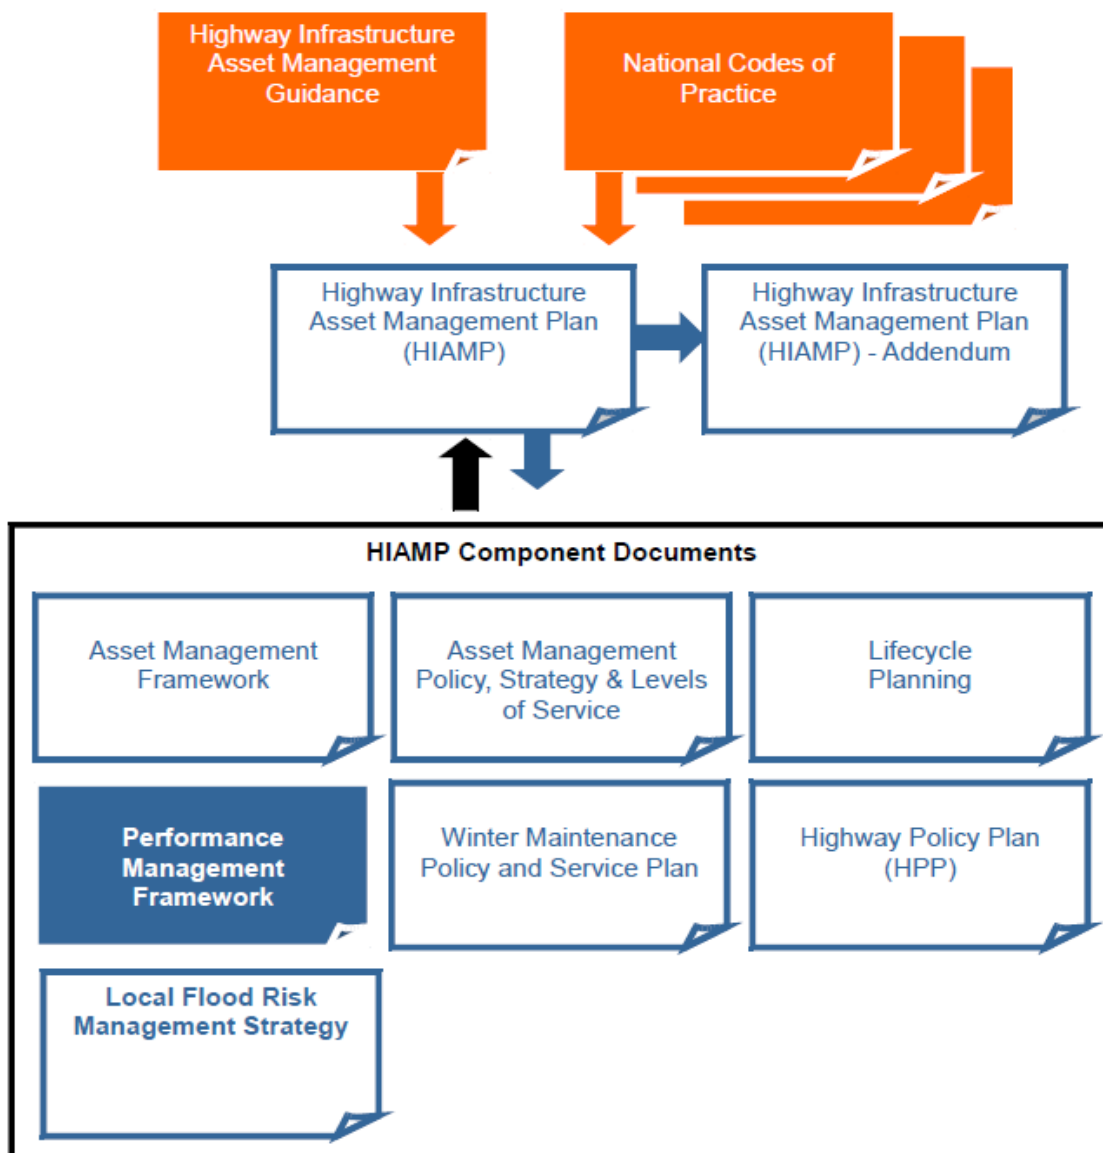 Highway Infrastructure
Asset Management
Guidance
National Codes of
Practice
Highway Infrastructure
Asset Management Plan
(HIAMP)
Highway Infrastructure
Asset Management Plan
(HIAMP) - Addendum
HIAMP Component Documents
Asset Management
Framework
Asset Management
Policy, Strategy & Levels
of Service
Lifecycle
Planning
Performance
Management
Framework
Winter Maintenance
Policy and Service Plan
Highway Policy Plan
(HPP)
Local Flood Risk
Management Strategy